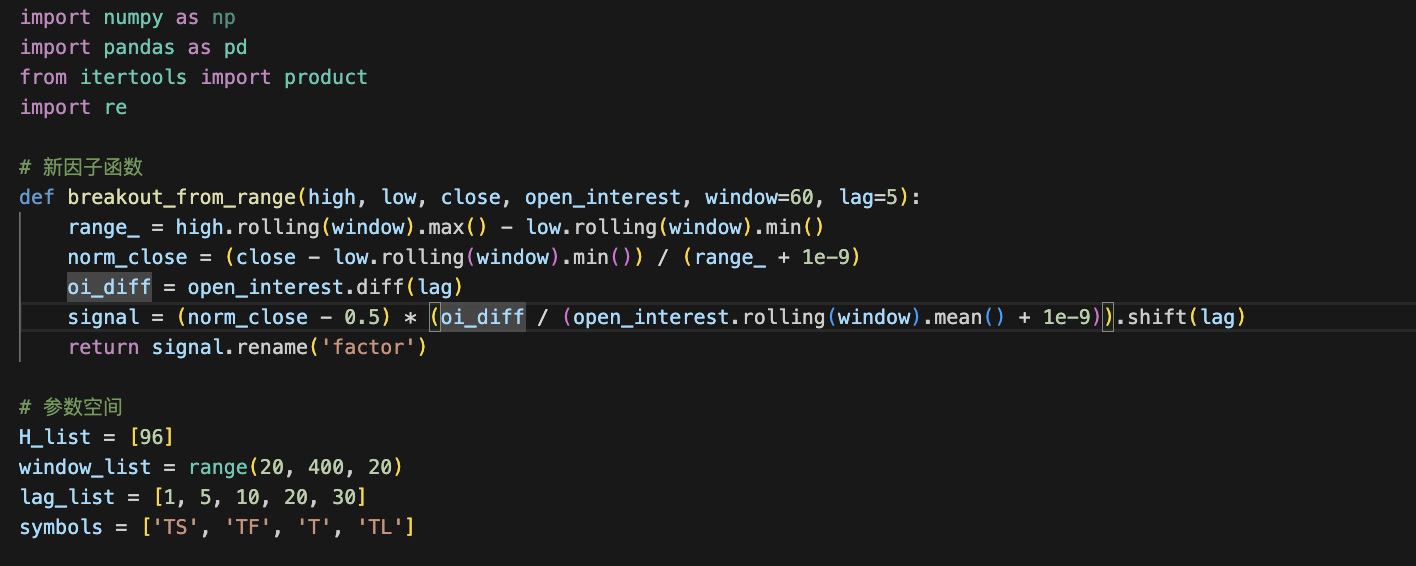 import numpy as np
import pandas as pd
from itertools import product
import re
# 新因子函数
def breakout_from_range(high, low, close, open_interest, window=60, lag=5):
    range_ = high.rolling(window).max() - low.rolling(window).min()
    norm_close = (close - low.rolling(window).min()) / (range_ + 1e-9)
    oi_diff = open_interest.diff(lag)
    signal = (norm_close - 0.5) * (oi_diff / (open_interest.rolling(window).mean() + 1e-9)).shift(lag)
    return signal.rename('factor')
# 参数空间
H_list = [96]
window_list = range(20, 400, 20)
lag_list = [1, 5, 10, 20, 30]
symbols = ['TS', 'TF', 'T', 'TL']